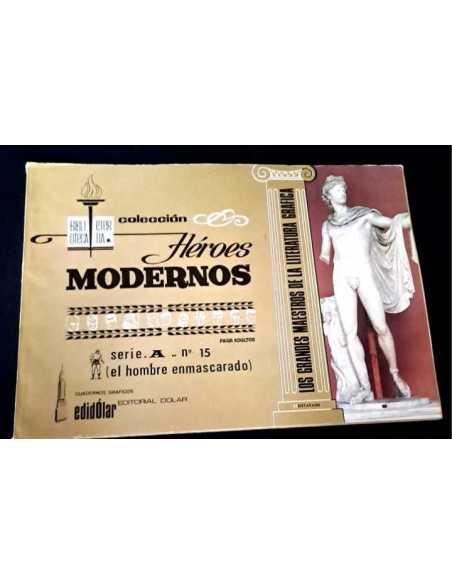 colección
Héroes
MODERNOS
PARA ADULTOS
serie. A .. nº 15
(el hombre enmascarado)
CUADERNOS GRAFICOS
edidÓlar EDITORIAL DOLAR
LOS GRANDES MAESTROS DE LA LITERATURA GRAFICA